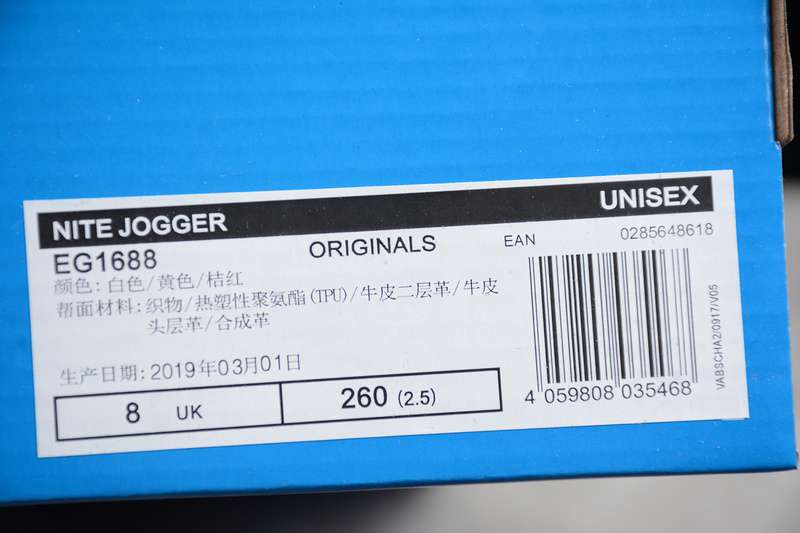 NITE JOGGER UNISEX
EG1688 ORIGINALS EAN 0285648618
颜色: 白色/黄色/桔红
帮面材料: 织物/热塑性聚氨酯(TPU)/牛皮二层革/牛皮
头层革/合成革
生产日期: 2019年03月01日
8 UK 260 (2.5)
4 059808 035468
VABSCHA2/0917/V05